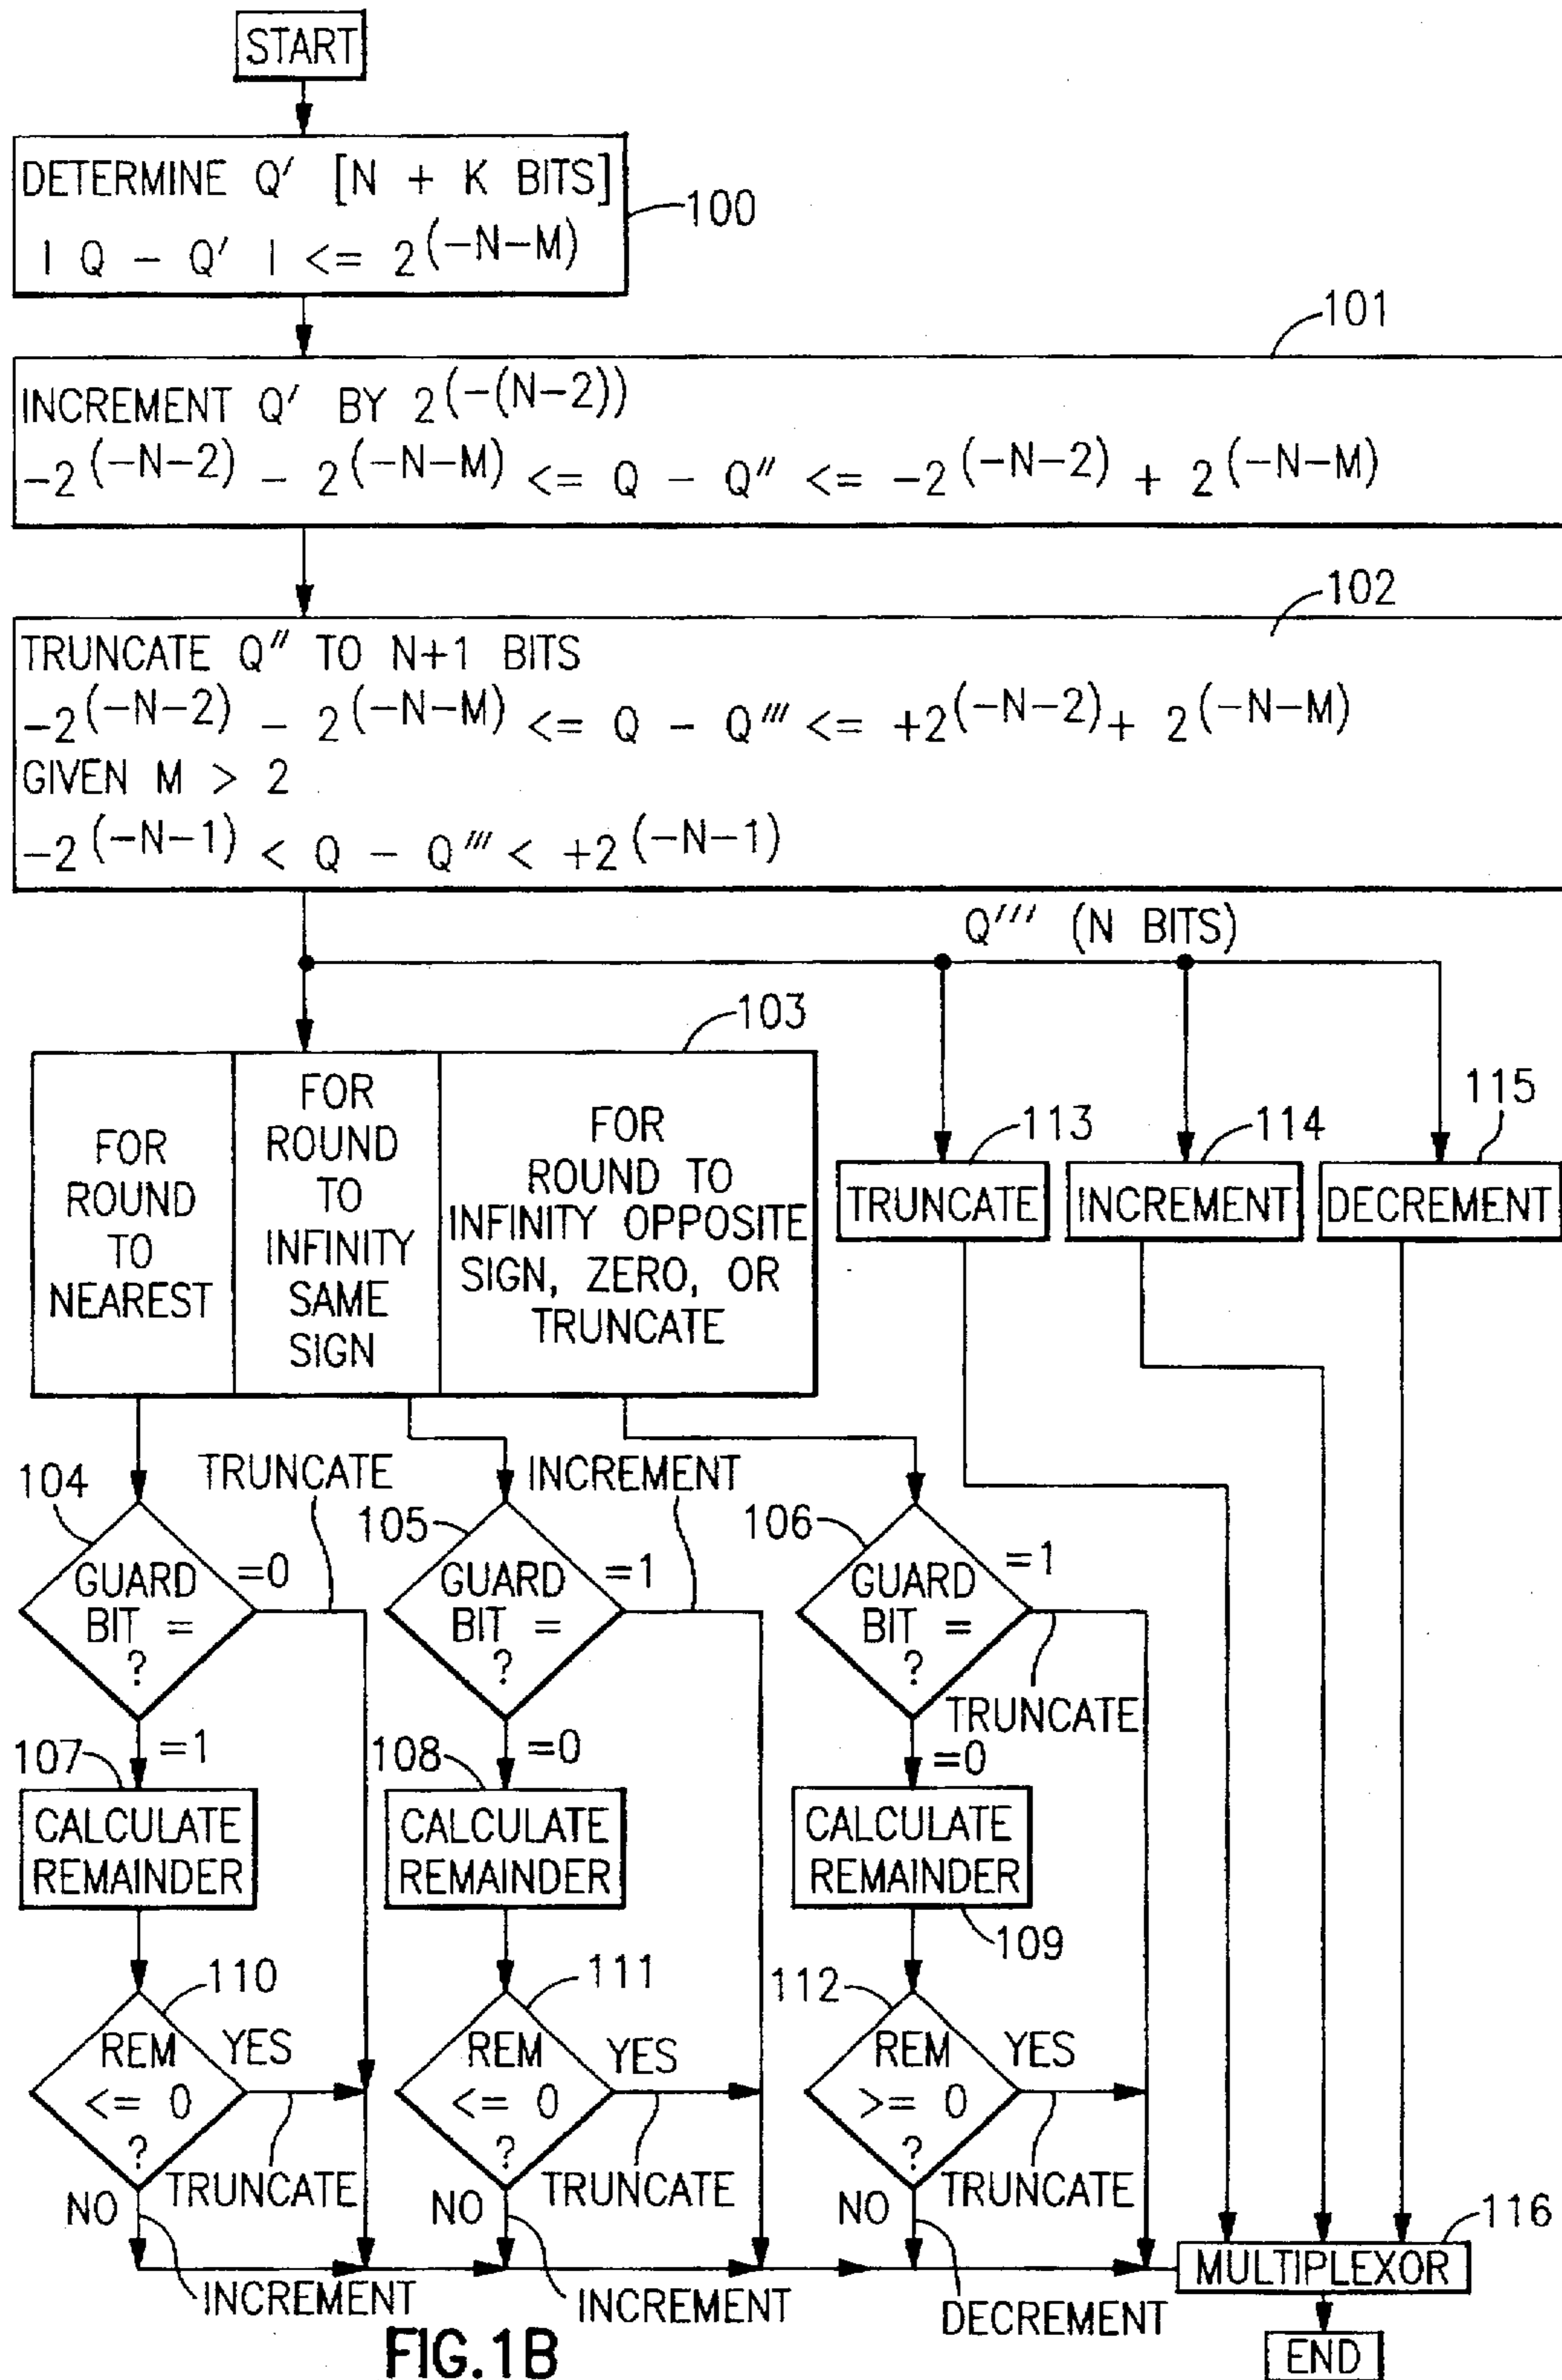 START
DETERMINE Q′ [N + K BITS]
| Q − Q′ | <= 2^(−N−M)
100
101
INCREMENT Q′ BY 2^(−(N−2))
−2^(−N−2) − 2^(−N−M) <= Q − Q″ <= −2^(−N−2) + 2^(−N−M)
102
TRUNCATE Q″ TO N+1 BITS
−2^(−N−2) − 2^(−N−M) <= Q − Q‴ <= +2^(−N−2) + 2^(−N−M)
GIVEN M > 2
−2^(−N−1) < Q − Q‴ < +2^(−N−1)
Q‴ (N BITS)
103
FOR
ROUND
TO
NEAREST
FOR
ROUND
TO
INFINITY
SAME
SIGN
FOR
ROUND TO
INFINITY OPPOSITE
SIGN, ZERO, OR
TRUNCATE
113
TRUNCATE
114
INCREMENT
115
DECREMENT
104
TRUNCATE
GUARD
BIT =
?
=0
=1
105
INCREMENT
GUARD
BIT =
?
=1
=0
106
GUARD
BIT =
?
=1
TRUNCATE
=0
107
CALCULATE
REMAINDER
108
CALCULATE
REMAINDER
CALCULATE
REMAINDER
109
110
REM
<= 0
?
YES
TRUNCATE
NO
INCREMENT
111
REM
<= 0
?
YES
TRUNCATE
NO
INCREMENT
112
REM
>= 0
?
YES
TRUNCATE
NO
DECREMENT
116
MULTIPLEXOR
END
FIG.1B